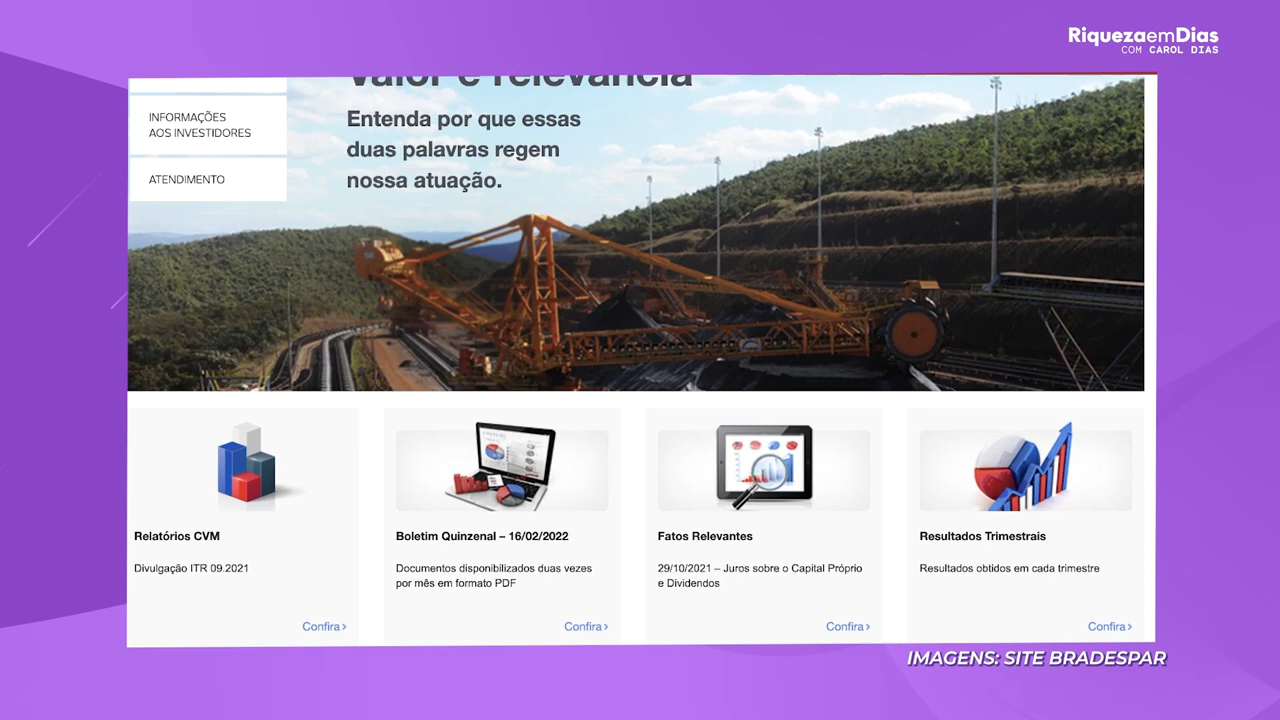 RiquezaemDias
COM CAROL DIAS
Valor e relevância
INFORMAÇÕES
AOS INVESTIDORES
ATENDIMENTO
Entenda por que essas
duas palavras regem
nossa atuação.
Relatórios CVM
Divulgação ITR 09.2021
Confira ›
Boletim Quinzenal – 16/02/2022
Documentos disponibilizados duas vezes
por mês em formato PDF
Confira ›
Fatos Relevantes
29/10/2021 – Juros sobre o Capital Próprio
e Dividendos
Confira ›
Resultados Trimestrais
Resultados obtidos em cada trimestre
Confira ›
IMAGENS: SITE BRADESPAR